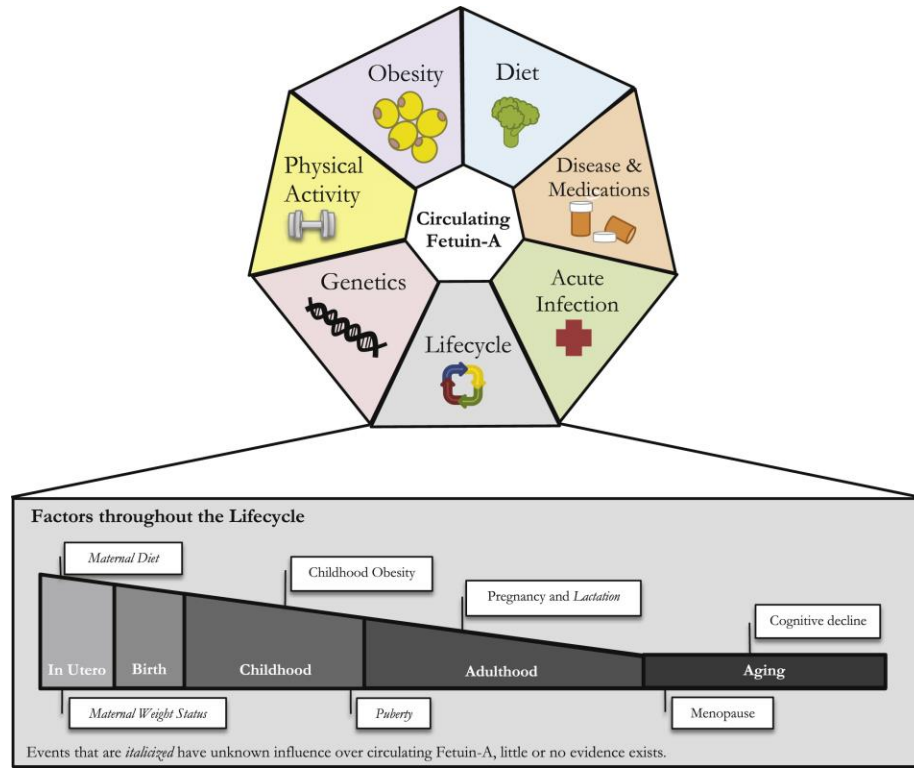 Obesity
Diet
Physical
Activity
Disease &
Medications
Circulating
Fetuin-A
Genetics
Acute
Infection
Lifecycle
Factors throughout the Lifecycle
Maternal Diet
Childhood Obesity
Pregnancy and Lactation
Cognitive decline
In Utero
Birth
Childhood
Adulthood
Aging
Maternal Weight Status
Puberty
Menopause
Events that are italicized have unknown influence over circulating Fetuin-A, little or no evidence exists.